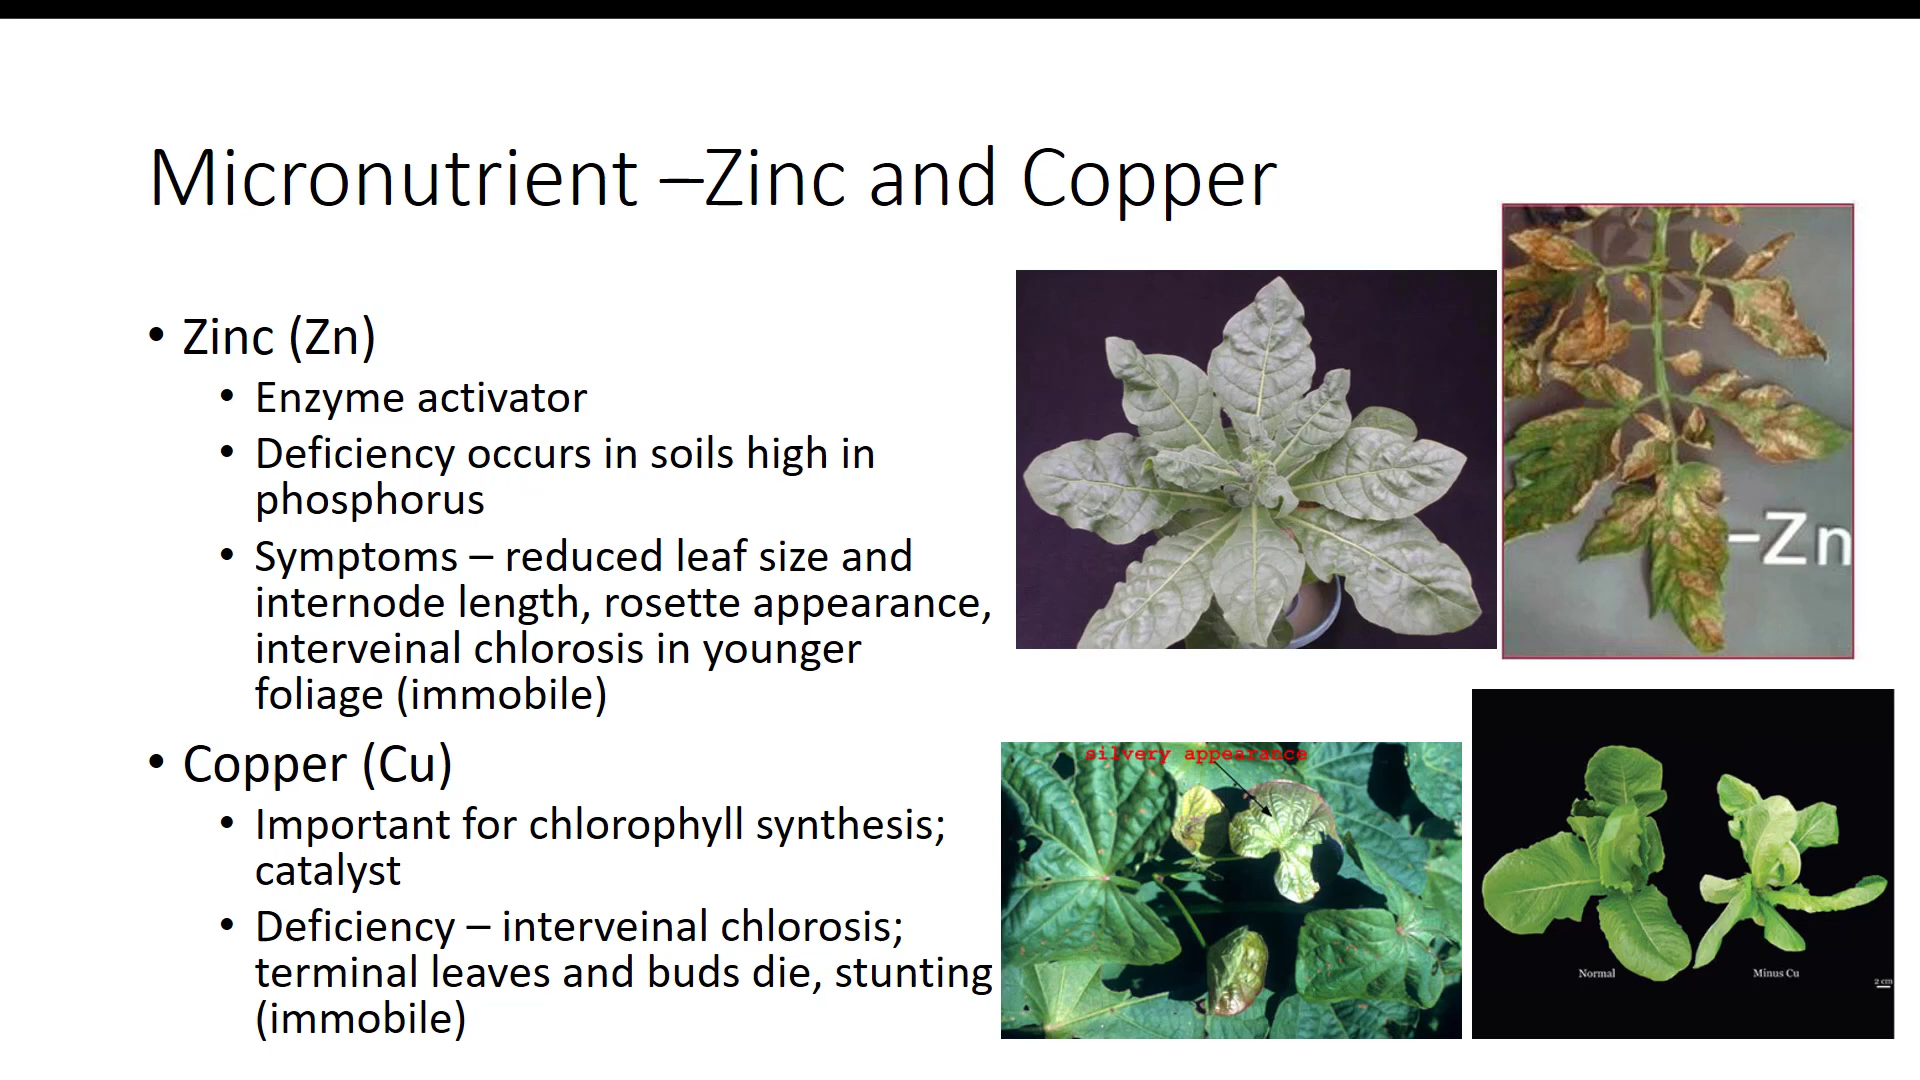 Micronutrient –Zinc and Copper
• Zinc (Zn)
• Enzyme activator
• Deficiency occurs in soils high in
phosphorus
• Symptoms – reduced leaf size and
internode length, rosette appearance,
interveinal chlorosis in younger
foliage (immobile)
• Copper (Cu)
• Important for chlorophyll synthesis;
catalyst
• Deficiency – interveinal chlorosis;
terminal leaves and buds die, stunting
(immobile)
–Zn
silvery appearance
Normal
Minus Cu
2 cm